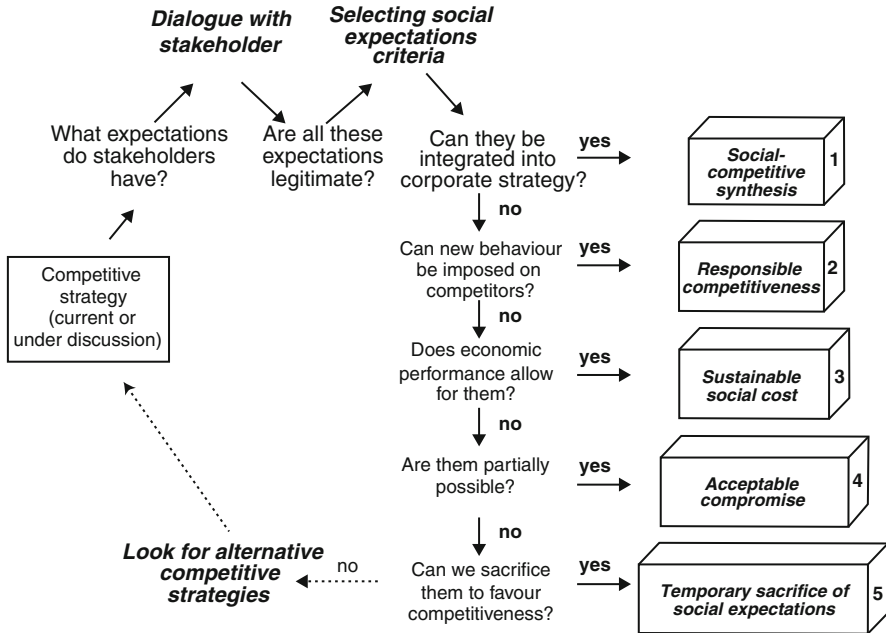 Dialogue with
stakeholder
Selecting social
expectations
criteria
What expectations
do stakeholders
have?
Are all these
expectations
legitimate?
Can they be
integrated into
corporate strategy?
yes
Social-
competitive
synthesis
1
no
Competitive
strategy
(current or
under discussion)
Can new behaviour
be imposed on
competitors?
yes
Responsible
competitiveness
2
no
Does economic
performance allow
for them?
yes
Sustainable
social cost
3
no
Are them partially
possible?
yes
Acceptable
compromise
4
no
Can we sacrifice
them to favour
competitiveness?
yes
Temporary sacrifice of
social expectations
5
no
Look for alternative
competitive
strategies